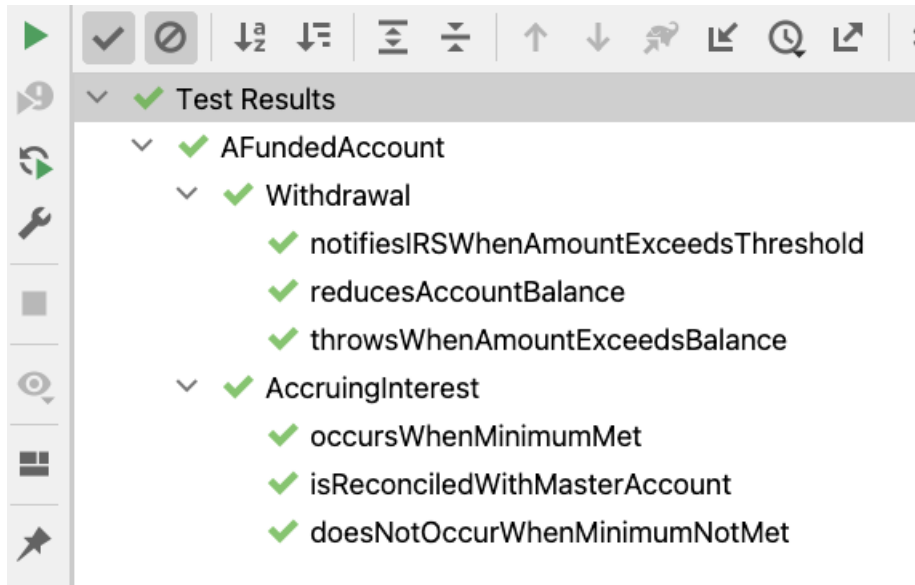 Test Results
AFundedAccount
Withdrawal
notifiesIRSWhenAmountExceedsThreshold
reducesAccountBalance
throwsWhenAmountExceedsBalance
AccruingInterest
occursWhenMinimumMet
isReconciledWithMasterAccount
doesNotOccurWhenMinimumNotMet